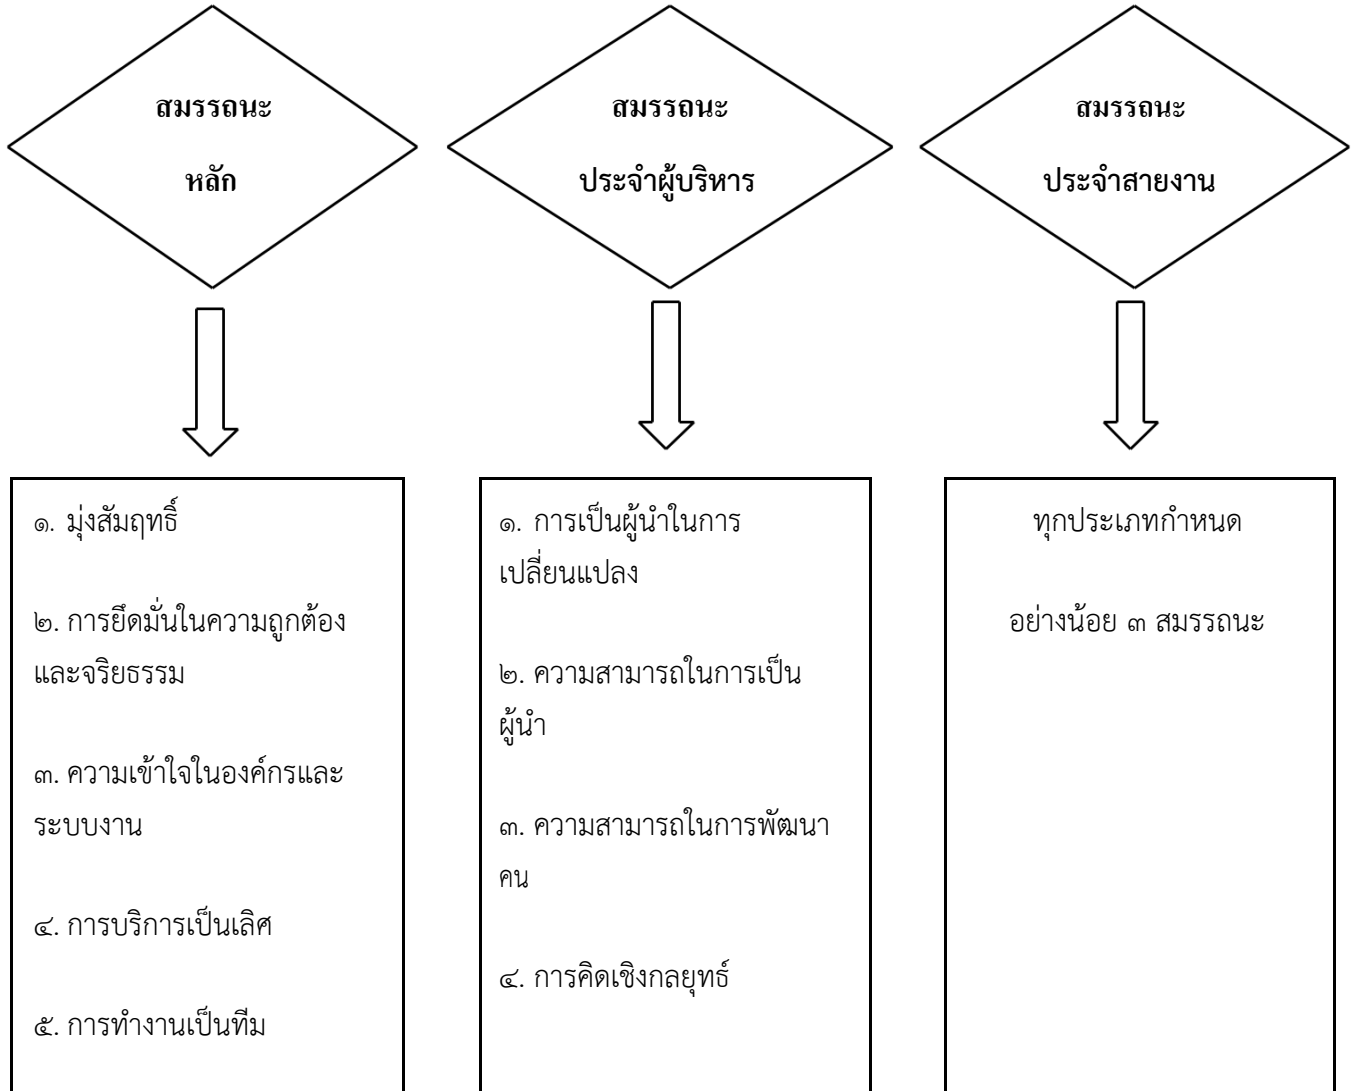 สมรรถนะ
หลัก
สมรรถนะ
ประจำผู้บริหาร
สมรรถนะ
ประจำสายงาน
๑. มุ่งสัมฤทธิ์
๒. การยึดมั่นในความถูกต้อง
และจริยธรรม
๓. ความเข้าใจในองค์กรและ
ระบบงาน
๔. การบริการเป็นเลิศ
๕. การทำงานเป็นทีม
๑. การเป็นผู้นำในการ
เปลี่ยนแปลง
๒. ความสามารถในการเป็น
ผู้นำ
๓. ความสามารถในการพัฒนา
คน
๔. การคิดเชิงกลยุทธ์
ทุกประเภทกำหนด
อย่างน้อย ๓ สมรรถนะ